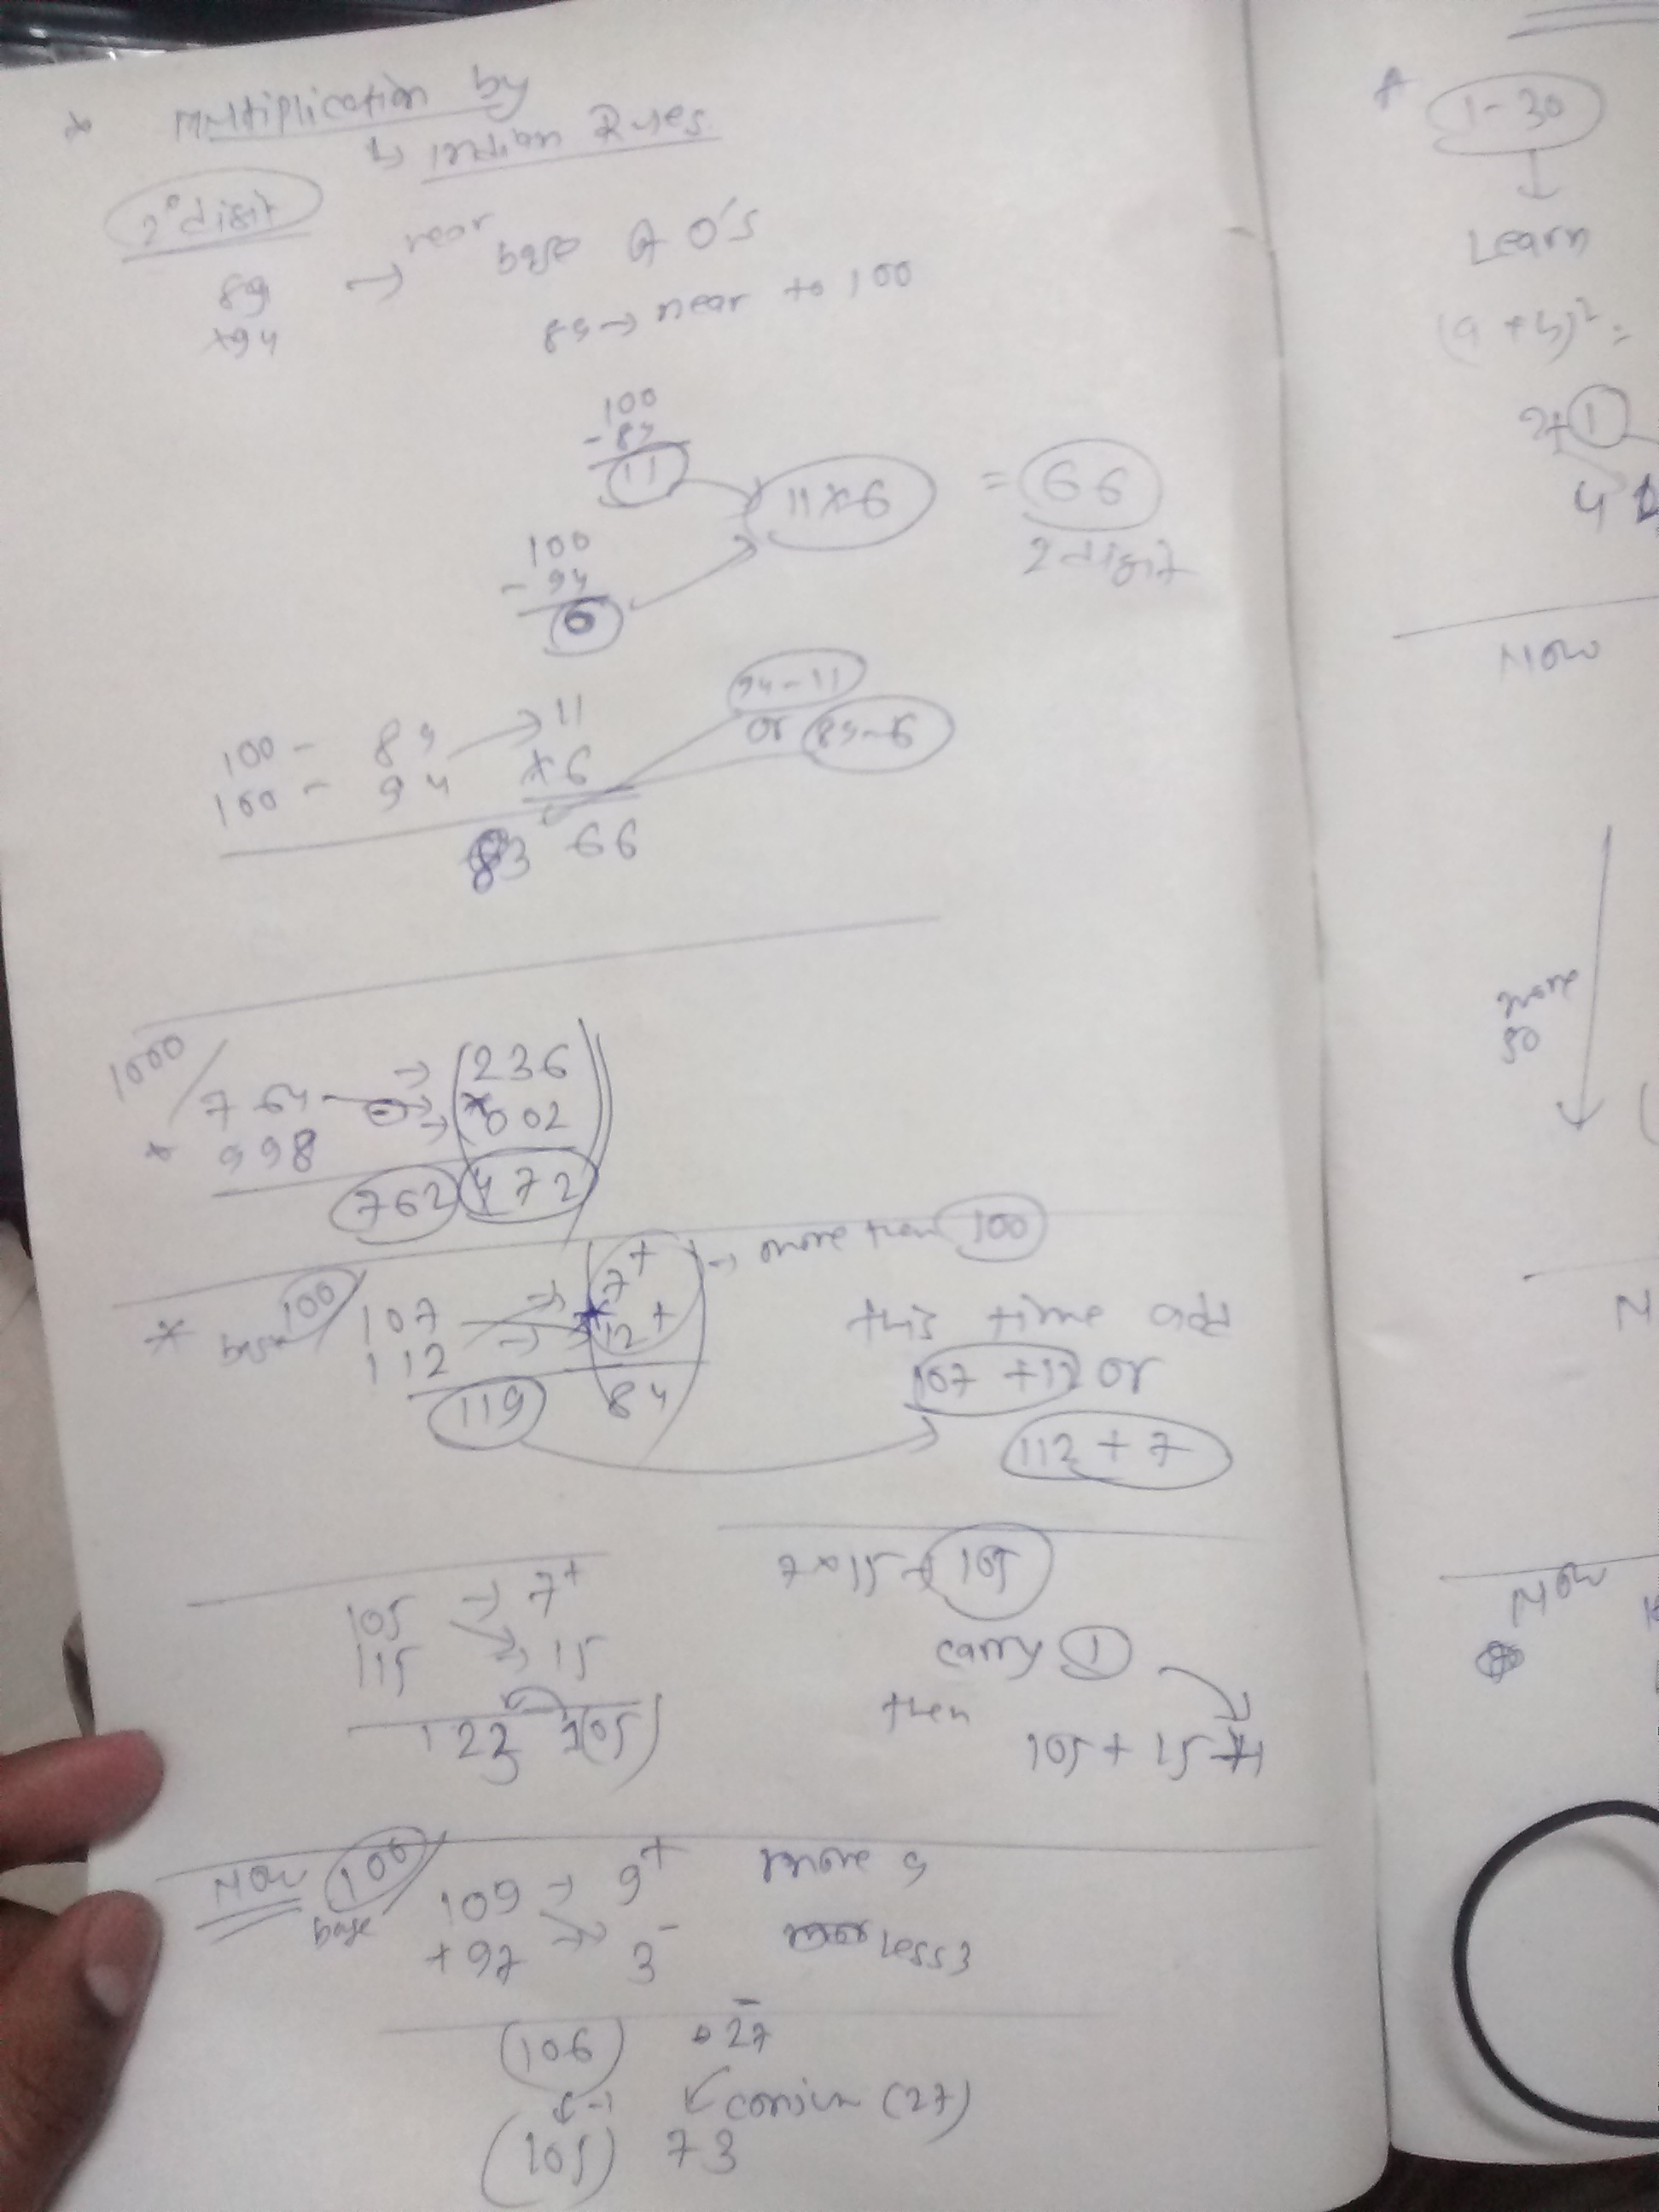 * Multiplication by
↳ Indian Rules.
2 digit
89 → near base of 0's
×94
89 → near to 100
100
- 89
11
11×6 = 66
2 digit
100
- 94
6
94-11
100 - 89 → 11 or 89-6
100 - 94 ×6
83 66
1000
764 → 236
* 998 → ×002
762 472
* base 100 107 → 7+ → more then 100
112 → 12+ this time add
119 84 107 +12 or
112 + 7
7×15 → 105
105 → 7+
115 → 15 carry 1
122 105 then 105 + 15 +1
Now 100 base
109 → 9+ more 9
+97 → 3- less 3
106 27
↓ -1 (27)
(105) 73
* 1-30
↓
Learn
(a + b)² =
2+1
4
Now
more
go
N
Now